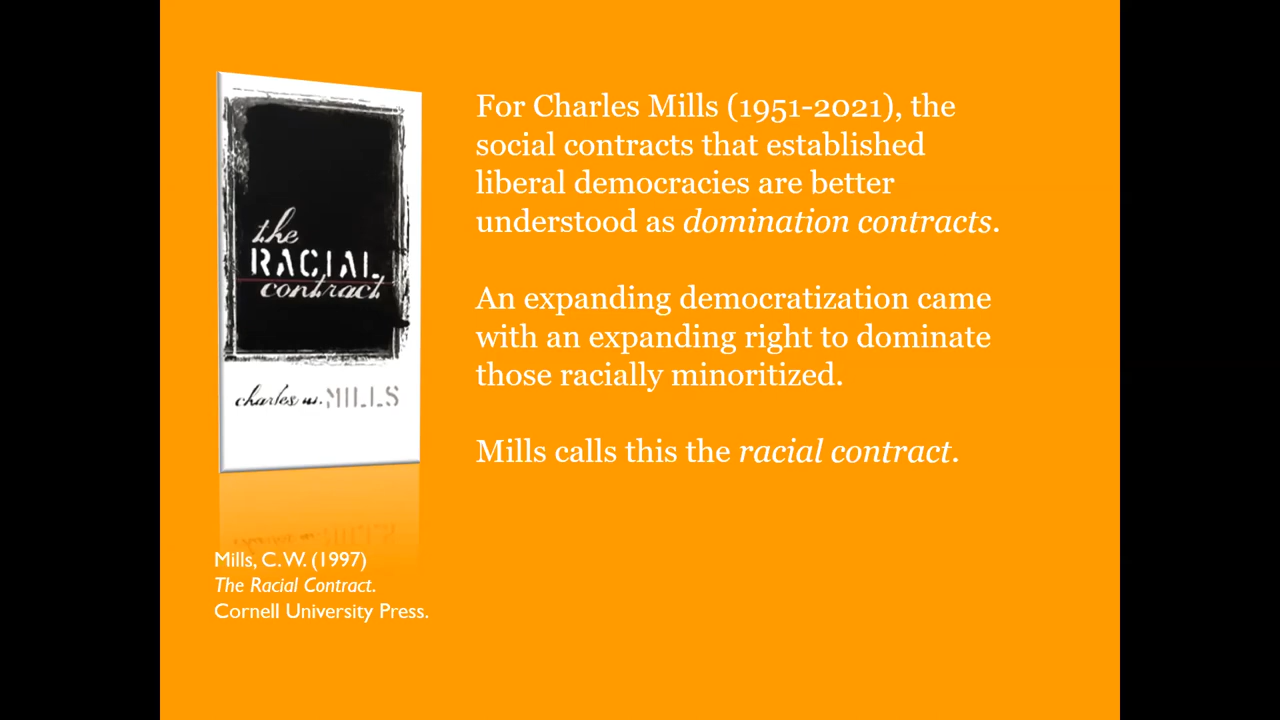 the
RACIAL
contract
charles w. MILLS
For Charles Mills (1951-2021), the
social contracts that established
liberal democracies are better
understood as domination contracts.
An expanding democratization came
with an expanding right to dominate
those racially minoritized.
Mills calls this the racial contract.
Mills, C.W. (1997)
The Racial Contract.
Cornell University Press.